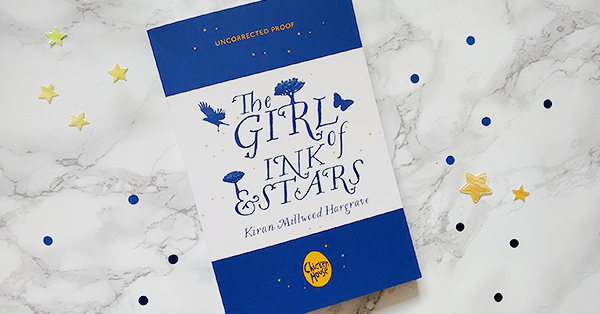 UNCORRECTED PROOF
The
GIRL
of
INK
& STARS
Kiran Millwood Hargrave
Chicken
House